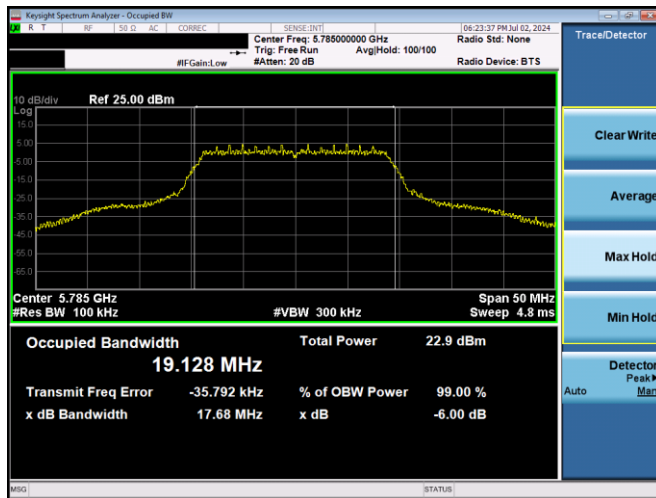 Keysight Spectrum Analyzer - Occupied BW
R T RF 50 Ω AC CORREC SENSE:INT 06:23:37 PM Jul 02, 2024
Center Freq: 5.785000000 GHz Radio Std: None
Trig: Free Run Avg|Hold: 100/100
#IFGain:Low #Atten: 20 dB Radio Device: BTS
Trace/Detector
10 dB/div Ref 25.00 dBm
Log
15.0
5.00
-5.00
-15.0
-25.0
-35.0
-45.0
-55.0
-65.0
Center 5.785 GHz Span 50 MHz
#Res BW 100 kHz #VBW 300 kHz Sweep 4.8 ms
Occupied Bandwidth Total Power 22.9 dBm
19.128 MHz
Transmit Freq Error -35.792 kHz % of OBW Power 99.00 %
x dB Bandwidth 17.68 MHz x dB -6.00 dB
Clear Write
Average
Max Hold
Min Hold
Detector
Peak
Auto Man
MSG STATUS